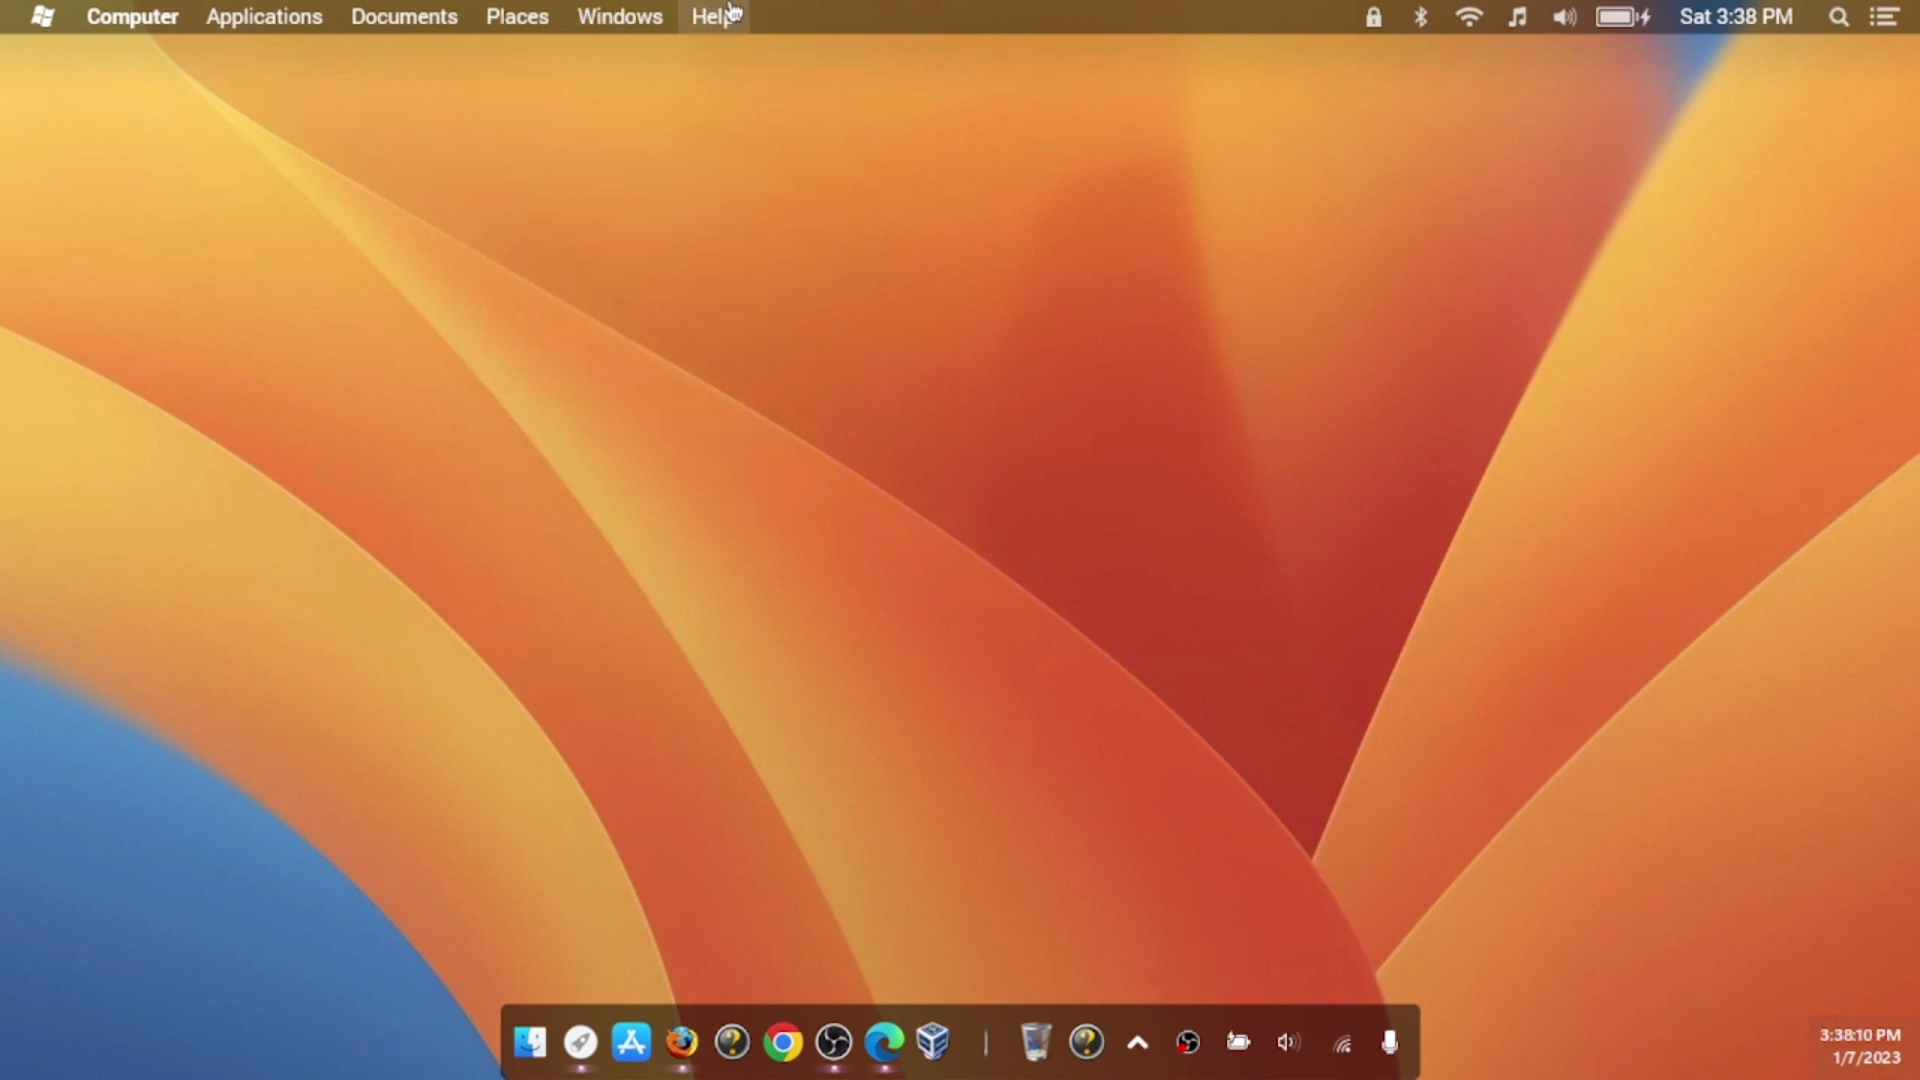 Computer Applications Documents Places Windows Help Sat 3:38 PM
3:38:10 PM
1/7/2023